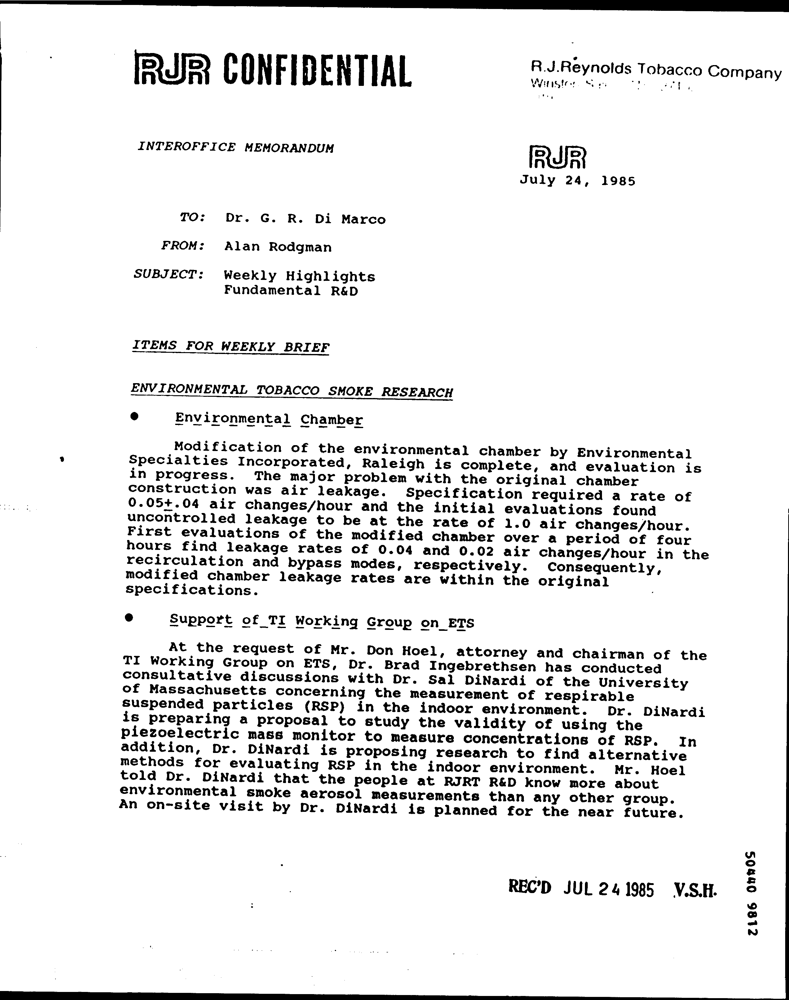 RJR CONFIDENTIAL
R.J.Reynolds Tobacco Company
INTEROFFICE MEMORANDUM
RJR
July 24, 1985
TO: Dr. G. R. Di Marco
FROM: Alan Rodgman
SUBJECT: Weekly Highlights
Fundamental R&D
ITEMS FOR WEEKLY BRIEF
ENVIRONMENTAL TOBACCO SMOKE RESEARCH
● Environmental Chamber
Modification of the environmental chamber by Environmental
Specialties Incorporated, Raleigh is complete, and evaluation is
in progress. The major problem with the original chamber
construction was air leakage. Specification required a rate of
0.05±.04 air changes/hour and the initial evaluations found
uncontrolled leakage to be at the rate of 1.0 air changes/hour.
First evaluations of the modified chamber over a period of four
hours find leakage rates of 0.04 and 0.02 air changes/hour in the
recirculation and bypass modes, respectively. Consequently,
modified chamber leakage rates are within the original
specifications.
● Support of TI Working Group on ETS
At the request of Mr. Don Hoel, attorney and chairman of the
TI Working Group on ETS, Dr. Brad Ingebrethsen has conducted
consultative discussions with Dr. Sal DiNardi of the University
of Massachusetts concerning the measurement of respirable
suspended particles (RSP) in the indoor environment. Dr. DiNardi
is preparing a proposal to study the validity of using the
piezoelectric mass monitor to measure concentrations of RSP. In
addition, Dr. DiNardi is proposing research to find alternative
methods for evaluating RSP in the indoor environment. Mr. Hoel
told Dr. DiNardi that the people at RJRT R&D know more about
environmental smoke aerosol measurements than any other group.
An on-site visit by Dr. DiNardi is planned for the near future.
REC'D JUL 24 1985 V.S.H.
50440 9812